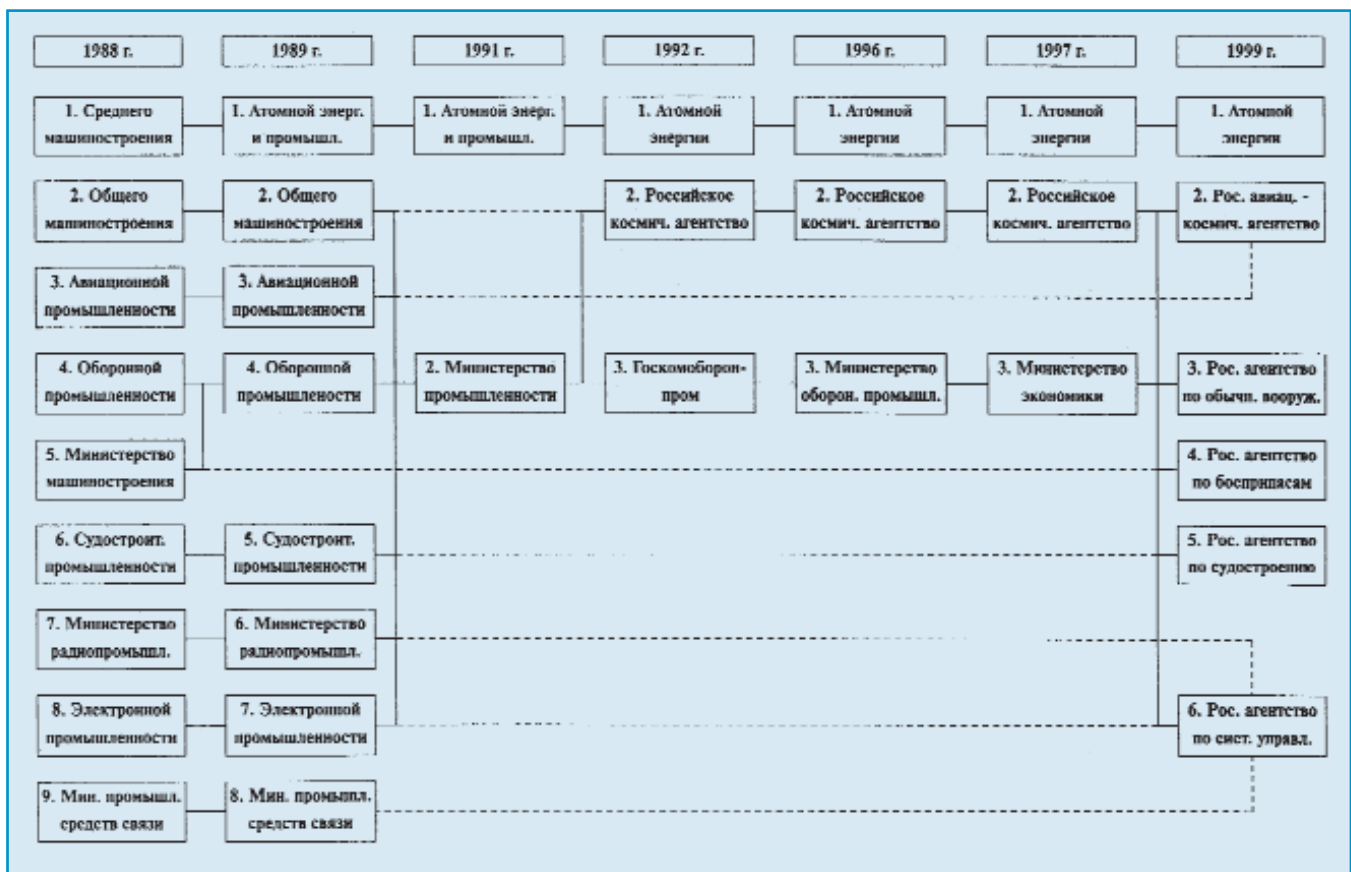 1988 г.
1989 г.
1991 г.
1992 г.
1996 г.
1997 г.
1999 г.
1. Среднего
машиностроения
1. Атомной энерг.
и промышл.
1. Атомной энерг.
и промышл.
1. Атомной
энергии
1. Атомной
энергии
1. Атомной
энергии
1. Атомной
энергии
2. Общего
машиностроения
2. Общего
машиностроения
2. Российское
космич. агентство
2. Российское
космич. агентство
2. Российское
космич. агентство
2. Рос. авиац. -
космич. агентство
3. Авиационной
промышленности
3. Авиационной
промышленности
4. Оборонной
промышленности
4. Оборонной
промышлености
2. Министерство
промышленности
3. Госкомоборон-
пром
3. Министерство
оборон. промышл.
3. Министерство
экономики
3. Рос. агентство
по обычн. вооруж.
5. Министерство
машиностроения
4. Рос. агентство
по боеприпасам
6. Судостроит.
промышленности
5. Судостроит.
промышленности
5. Рос. агентство
по судостроению
7. Министерство
радиопромышл.
6. Министерство
радиопромышл.
8. Электронной
промышленности
7. Электронной
промышленности
6. Рос. агентство
по сист. управл.
9. Мин. промышл.
средств связи
8. Мин. промышл.
средств связи